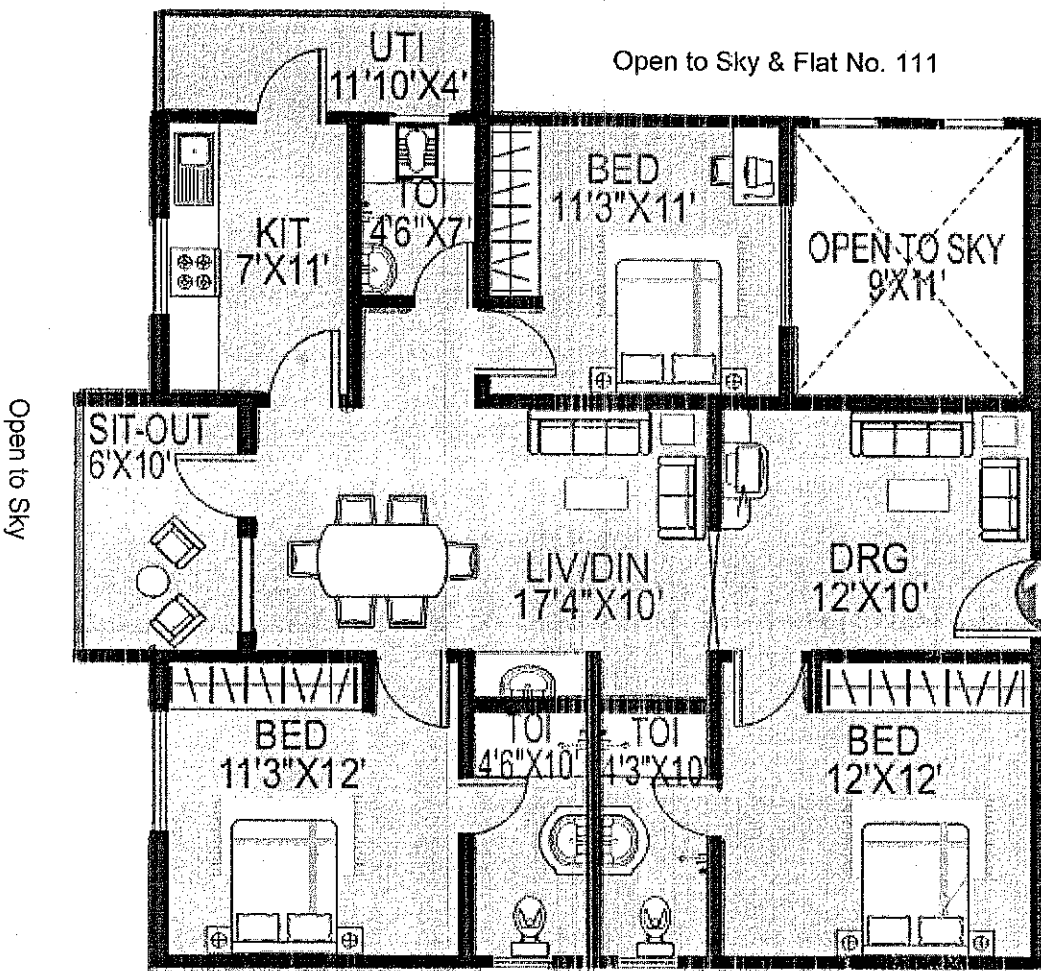 UTI
11'10'X4'
Open to Sky & Flat No. 111
BED
11'3"X11'
TOI
4'6"X7'
KIT
7'X11'
OPEN TO SKY
9'X11'
Open to Sky
SIT-OUT
6'X10'
LIV/DIN
17'4"X10'
DRG
12'X10'
BED
11'3"X12'
TOI
4'6"X10'
TOI
4'3"X10'
BED
12'X12'